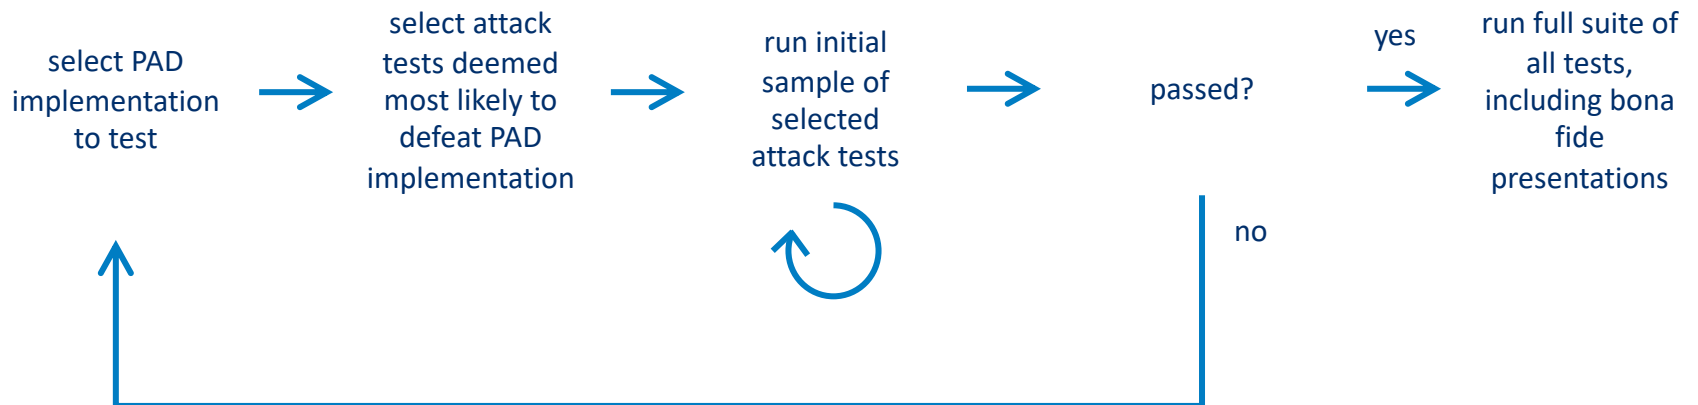 select PAD
implementation
to test
select attack
tests deemed
most likely to
defeat PAD
implementation
run initial
sample of
selected
attack tests
passed?
yes
no
run full suite of
all tests,
including bona
fide
presentations